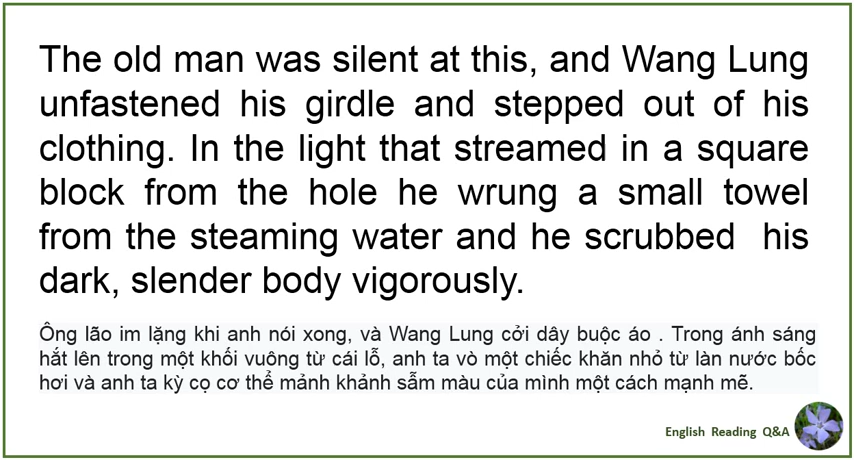 The old man was silent at this, and Wang Lung
unfastened his girdle and stepped out of his
clothing. In the light that streamed in a square
block from the hole he wrung a small towel
from the steaming water and he scrubbed his
dark, slender body vigorously.
Ông lão im lặng khi anh nói xong, và Wang Lung cởi dây buộc áo . Trong ánh sáng
hắt lên trong một khối vuông từ cái lỗ, anh ta vò một chiếc khăn nhỏ từ làn nước bốc
hơi và anh ta kỳ cọ cơ thể mảnh khảnh sẫm màu của mình một cách mạnh mẽ.
English Reading Q&A